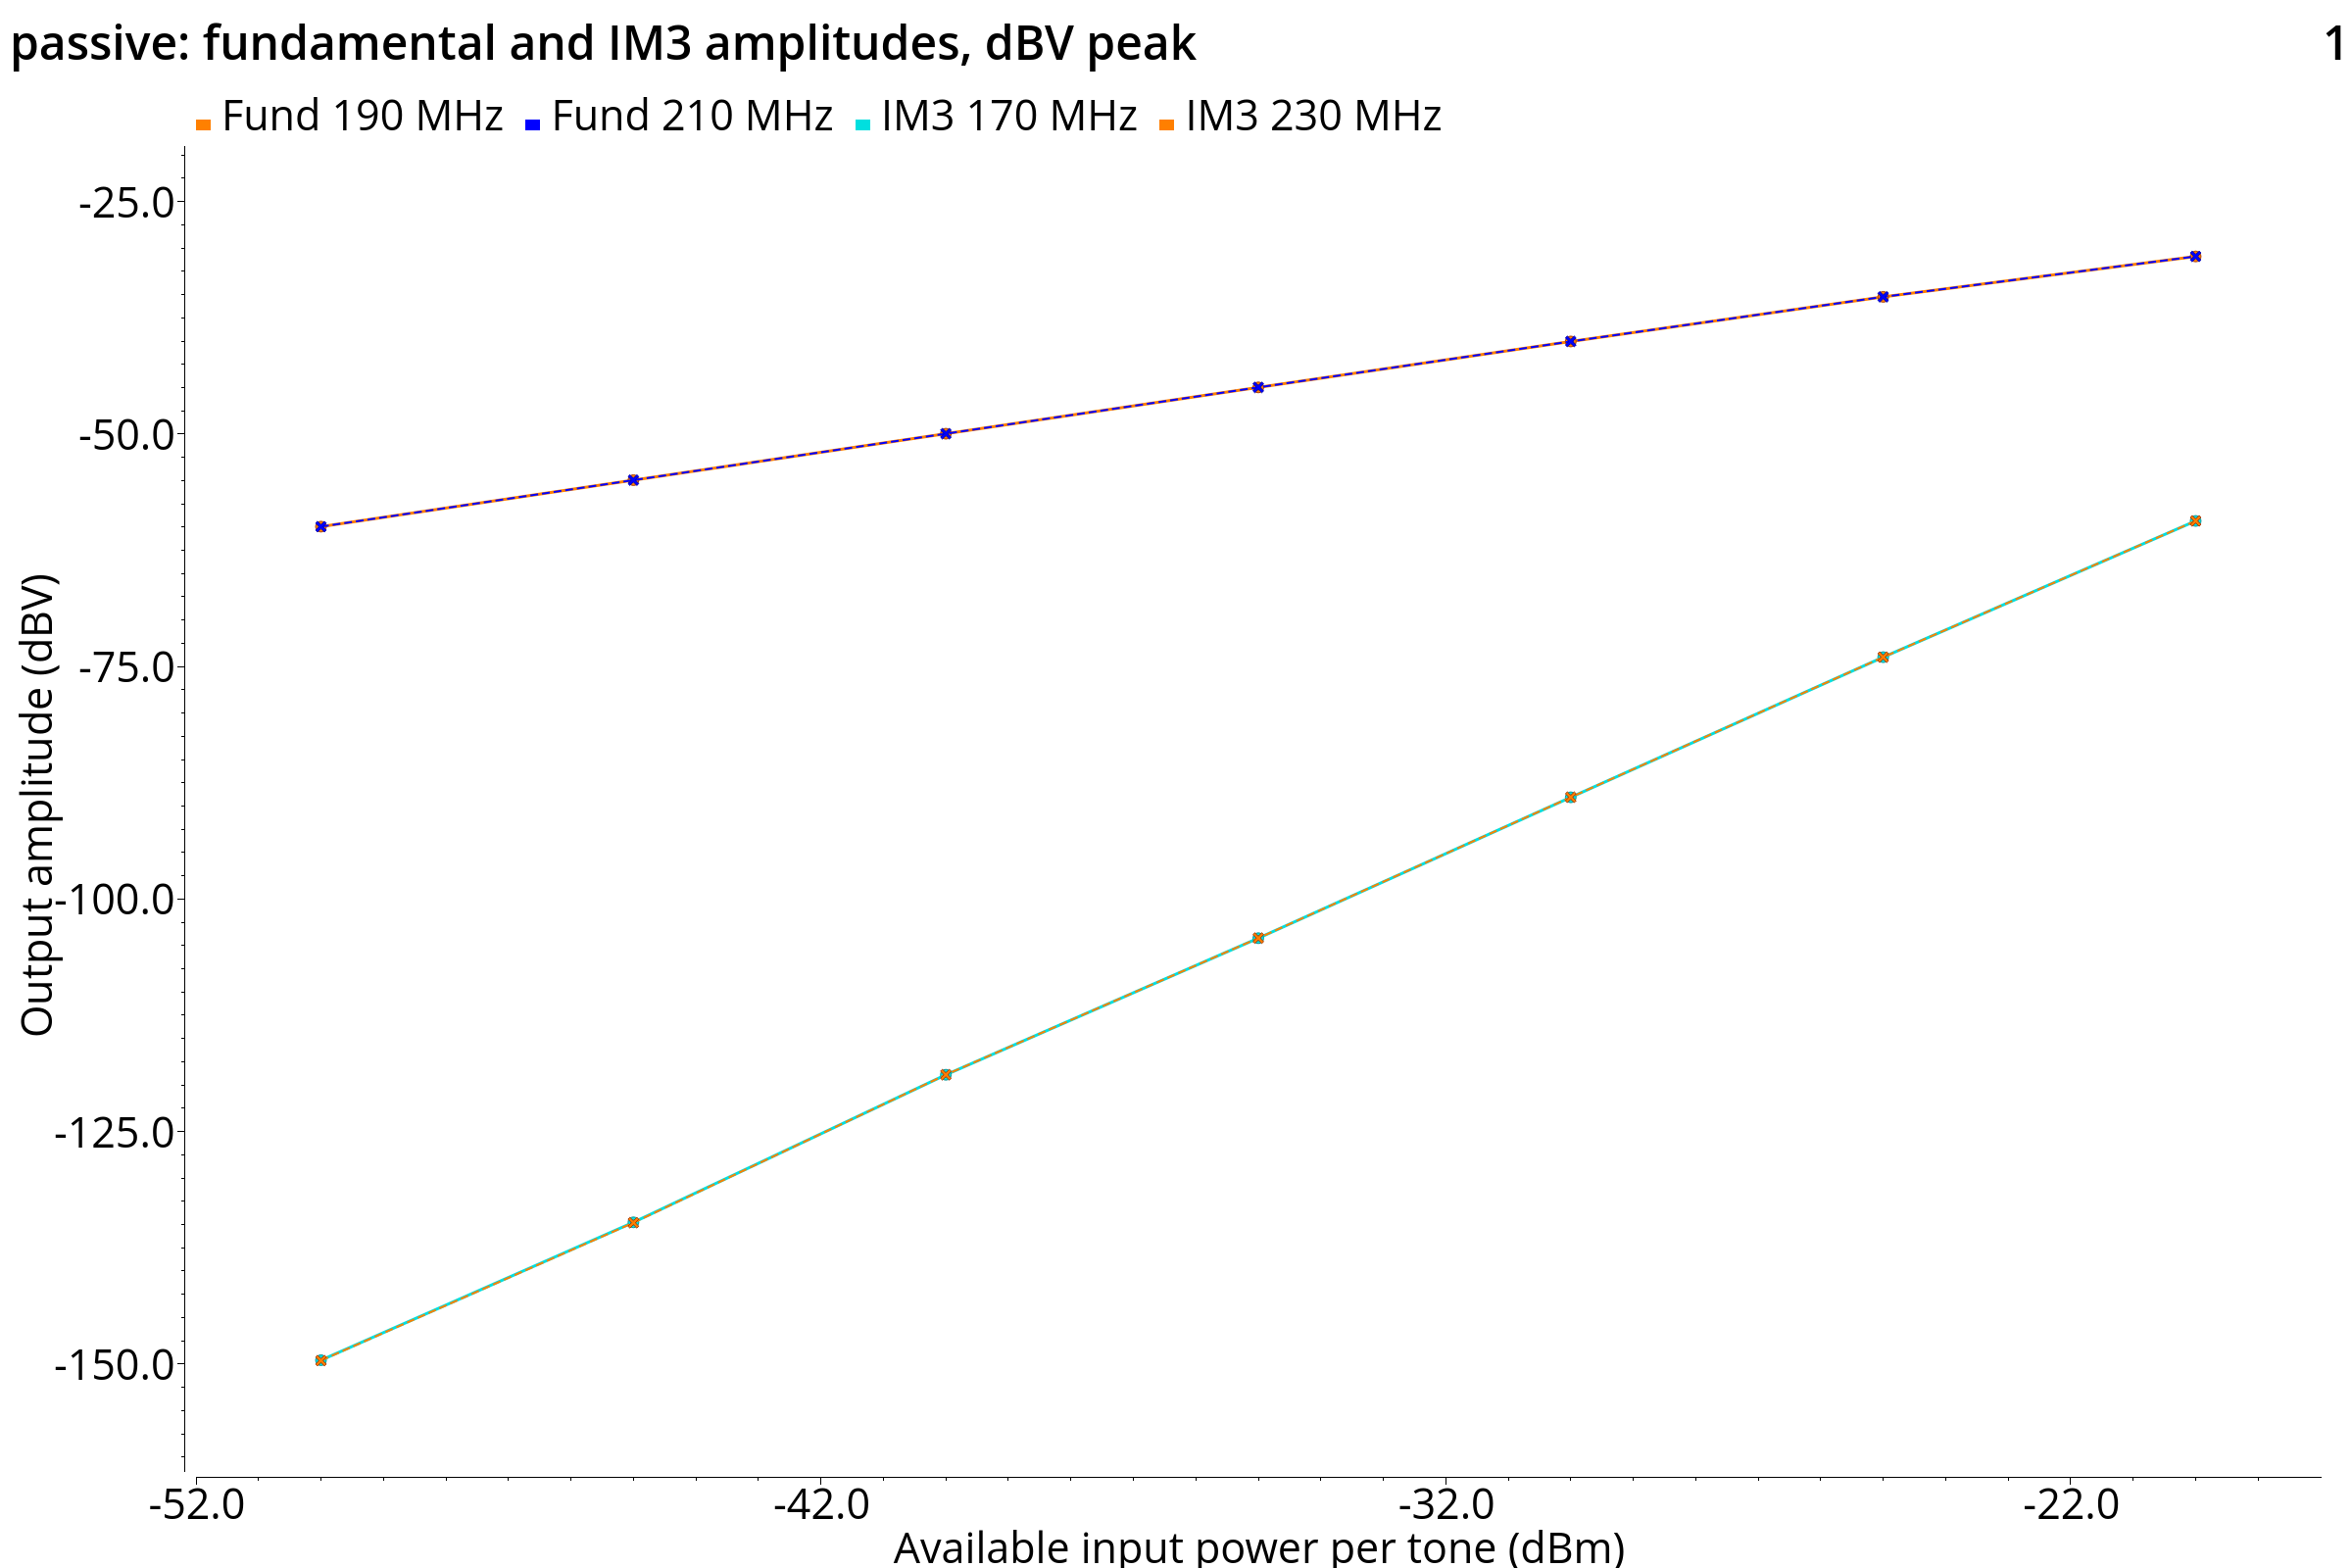 passive: fundamental and IM3 amplitudes, dBV peak 1
Fund 190 MHz Fund 210 MHz IM3 170 MHz IM3 230 MHz
Output amplitude (dBV)
-25.0
-50.0
-75.0
-100.0
-125.0
-150.0
-52.0 -42.0 -32.0 -22.0
Available input power per tone (dBm)